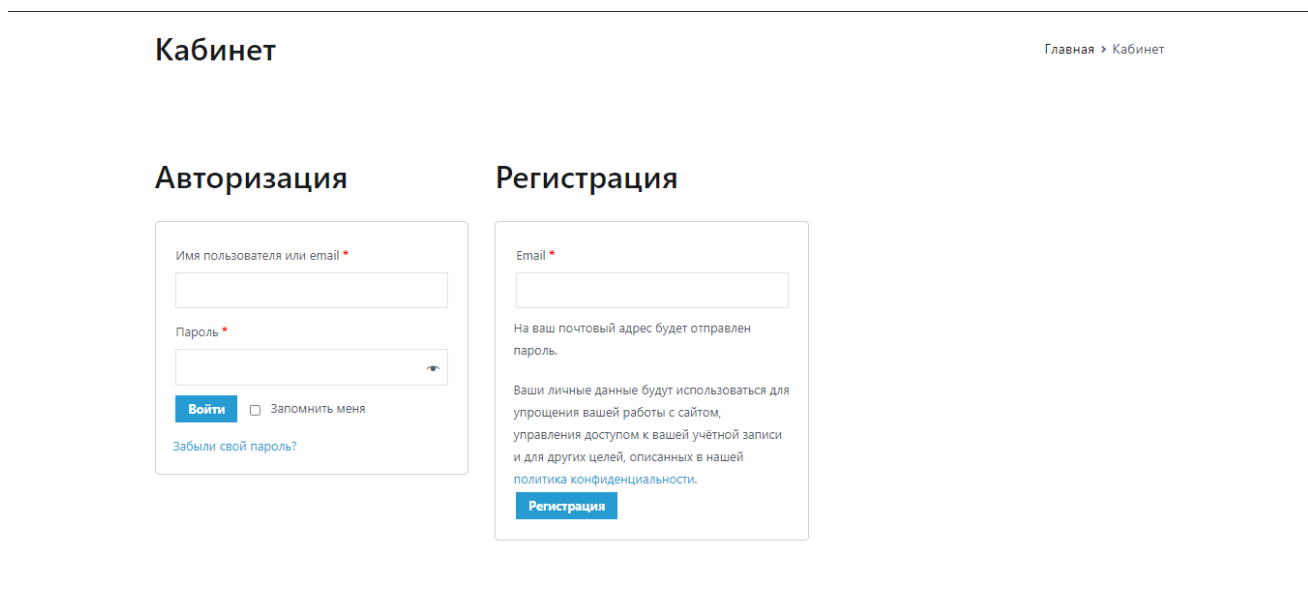 Кабинет
Главная > Кабинет
Авторизация
Имя пользователя или email *
Пароль *
Войти
Запомнить меня
Забыли свой пароль?
Регистрация
Email *
На ваш почтовый адрес будет отправлен
пароль.
Ваши личные данные будут использоваться для
упрощения вашей работы с сайтом,
управления доступом к вашей учётной записи
и для других целей, описанных в нашей
политика конфиденциальности.
Регистрация